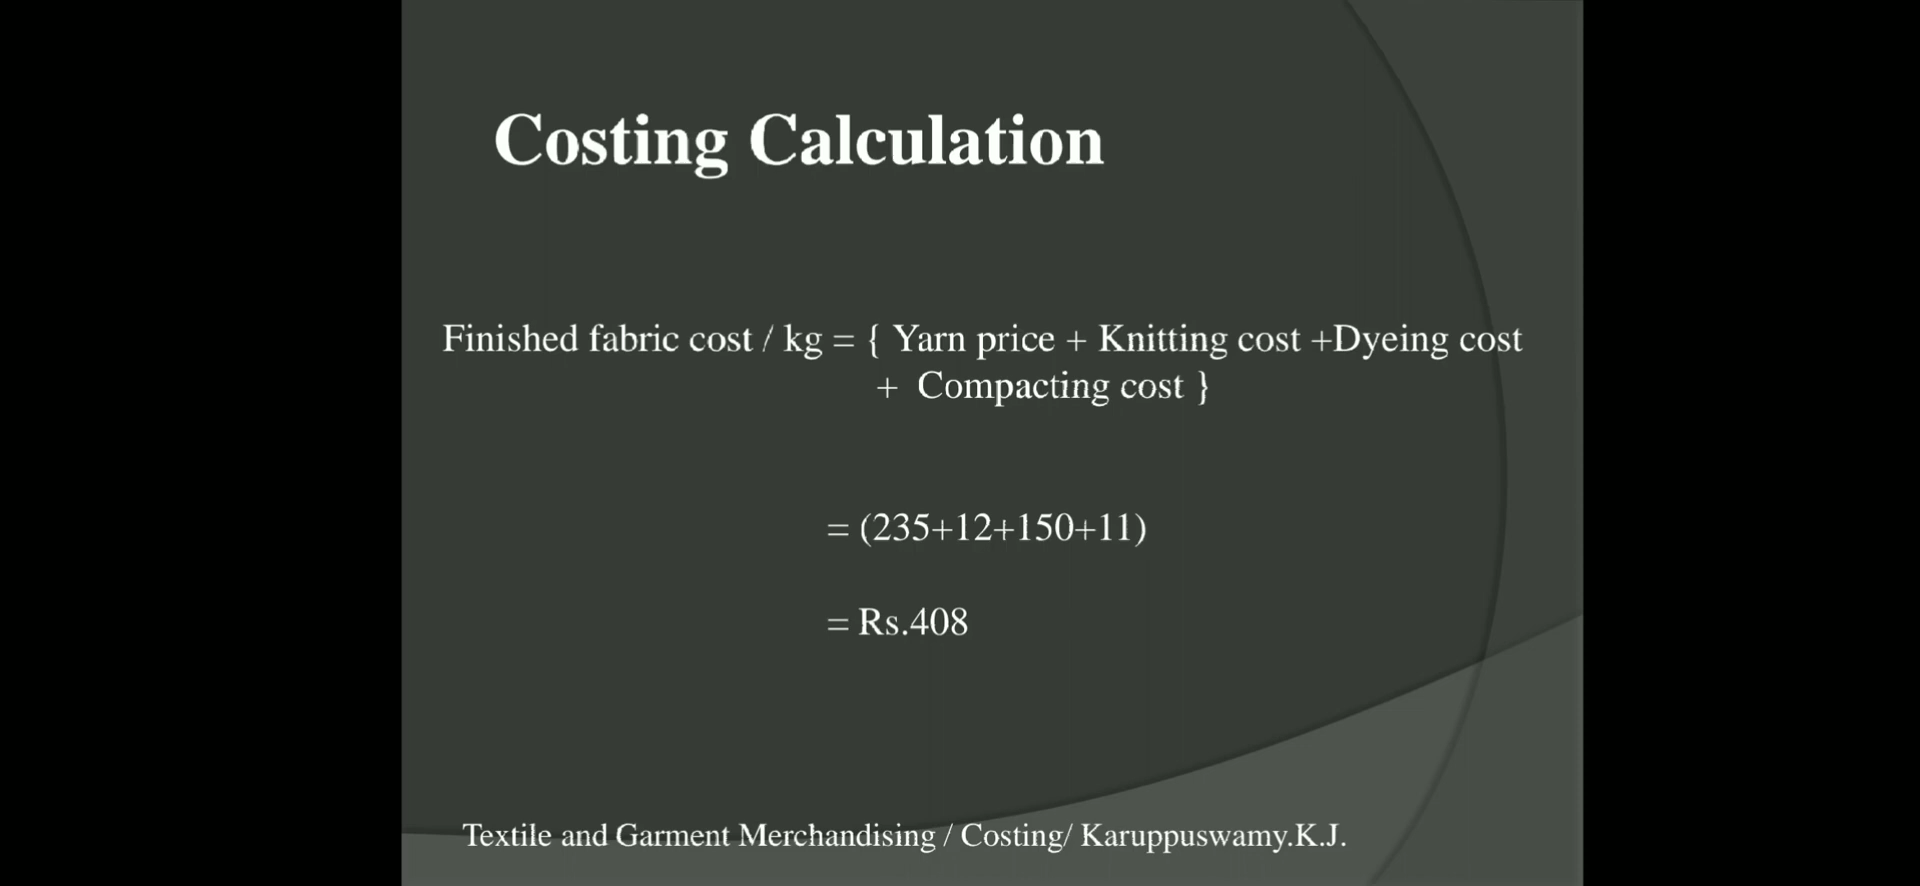 Costing Calculation
Finished fabric cost / kg = { Yarn price + Knitting cost +Dyeing cost
+ Compacting cost }
= (235+12+150+11)
= Rs.408
Textile and Garment Merchandising / Costing/ Karuppuswamy.K.J.